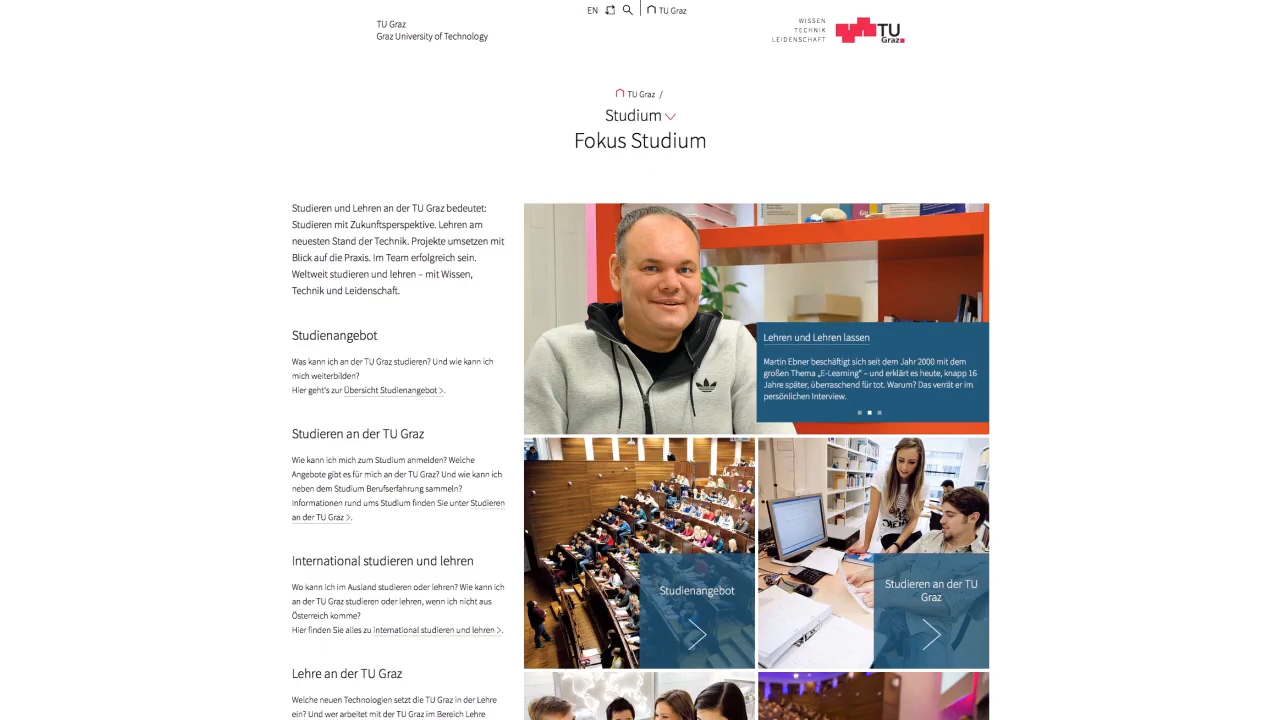 EN
TU Graz
TU Graz
Graz University of Technology
WISSEN
TECHNIK
LEIDENSCHAFT
TU
Graz
TU Graz /
Studium
Fokus Studium
Studieren und Lehren an der TU Graz bedeutet:
Studieren mit Zukunftsperspektive. Lehren am
neuesten Stand der Technik. Projekte umsetzen mit
Blick auf die Praxis. Im Team erfolgreich sein.
Weltweit studieren und lehren – mit Wissen,
Technik und Leidenschaft.
Studienangebot
Was kann ich an der TU Graz studieren? Und wie kann ich
mich weiterbilden?
Hier geht's zur Übersicht Studienangebot >.
Studieren an der TU Graz
Wie kann ich mich zum Studium anmelden? Welche
Angebote gibt es für mich an der TU Graz? Und wie kann ich
neben dem Studium Berufserfahrung sammeln?
Informationen rund ums Studium finden Sie unter Studieren
an der TU Graz >.
International studieren und lehren
Wo kann ich im Ausland studieren oder lehren? Wie kann ich
an der TU Graz studieren oder lehren, wenn ich nicht aus
Österreich komme?
Hier finden Sie alles zu international studieren und lehren >.
Lehre an der TU Graz
Welche neuen Technologien setzt die TU Graz in der Lehre
ein? Und wer arbeitet mit der TU Graz im Bereich Lehre
Lehren und Lehren lassen
Martin Ebner beschäftigt sich seit dem Jahr 2000 mit dem
großen Thema „E-Learning“ – und erklärt es heute, knapp 16
Jahre später, überraschend für tot. Warum? Das verrät er im
persönlichen Interview.
Studienangebot
Studieren an der TU
Graz